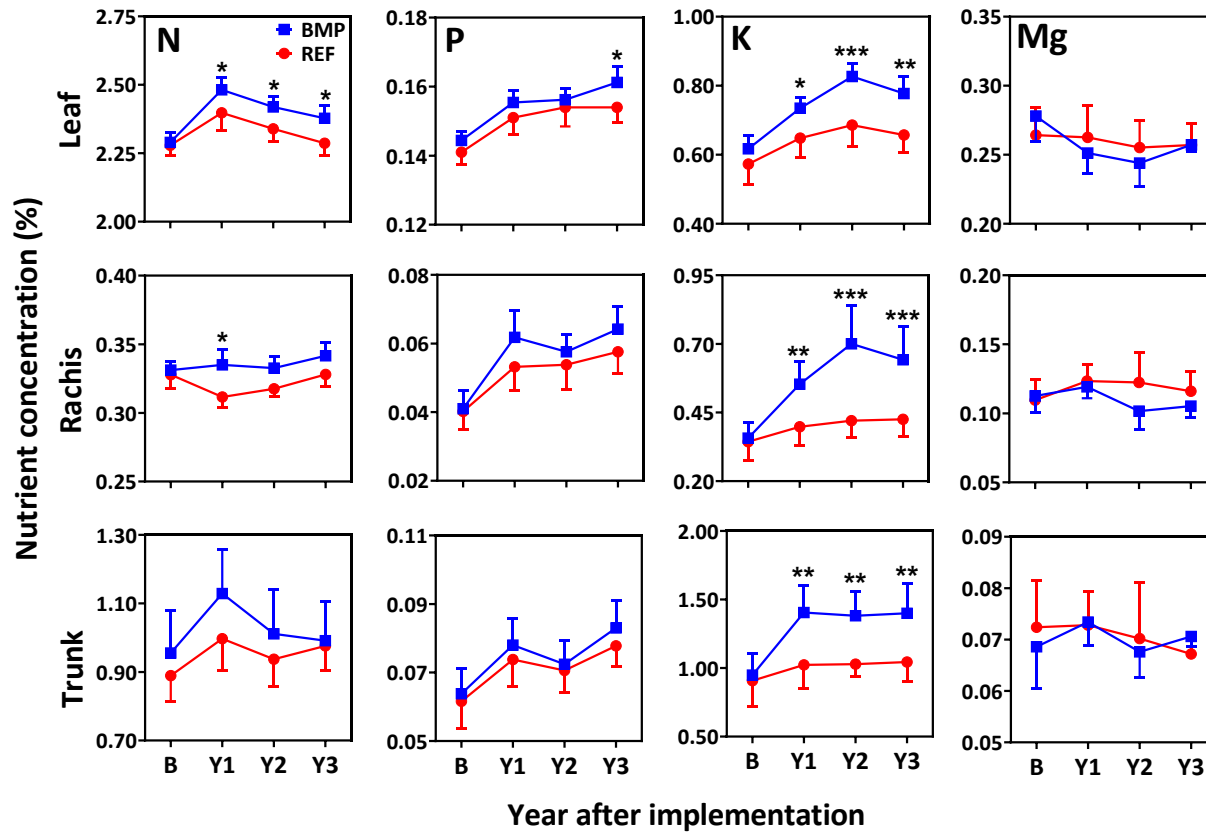 N
BMP
REF
P
K
Mg
Nutrient concentration (%)
Leaf
2.75
2.50
2.25
2.00
* * *
0.18
0.16
0.14
0.12
*
1.00
0.80
0.60
0.40
* *** **
0.35
0.30
0.25
0.20
Rachis
0.40
0.35
0.30
0.25
*
0.08
0.06
0.04
0.02
0.95
0.70
0.45
0.20
** *** ***
0.20
0.15
0.10
0.05
Trunk
1.30
1.10
0.90
0.70
0.11
0.09
0.07
0.05
2.00
1.50
1.00
0.50
** ** **
0.09
0.08
0.07
0.06
0.05
B Y1 Y2 Y3
B Y1 Y2 Y3
B Y1 Y2 Y3
B Y1 Y2 Y3
Year after implementation